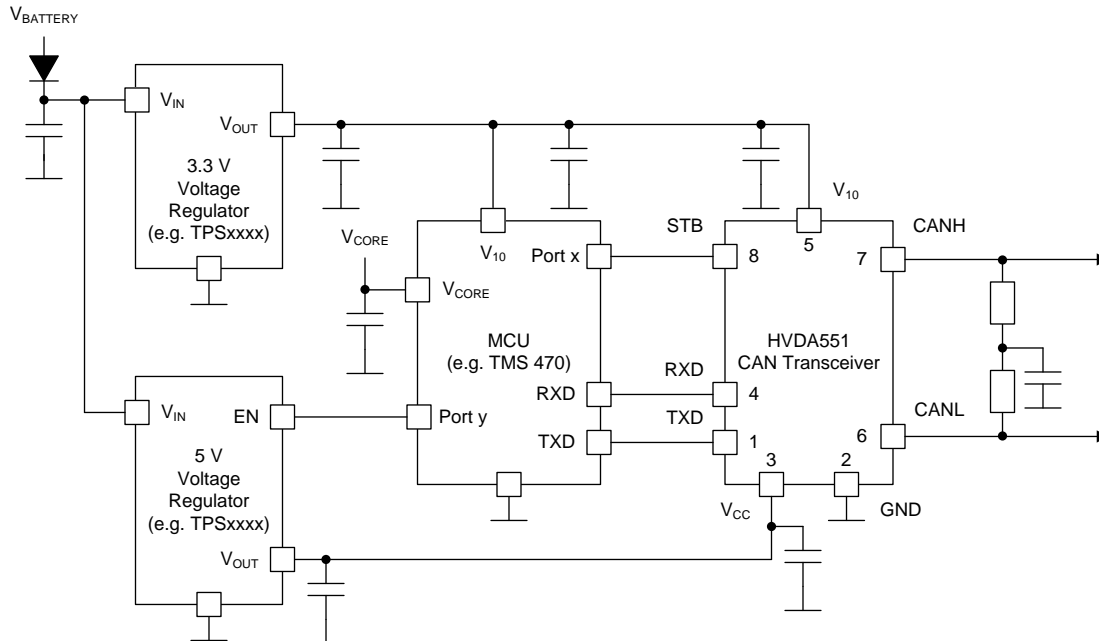 VBATTERY
VIN
VOUT
3.3 V
Voltage
Regulator
(e.g. TPSxxxx)
VCORE
V10
Port x
VCORE
MCU
(e.g. TMS 470)
RXD
Port y
TXD
STB
V10
5
CANH
8
7
HVDA551
CAN Transceiver
RXD
4
TXD
CANL
1
6
3
2
VCC
GND
VIN
EN
5 V
Voltage
Regulator
(e.g. TPSxxxx)
VOUT